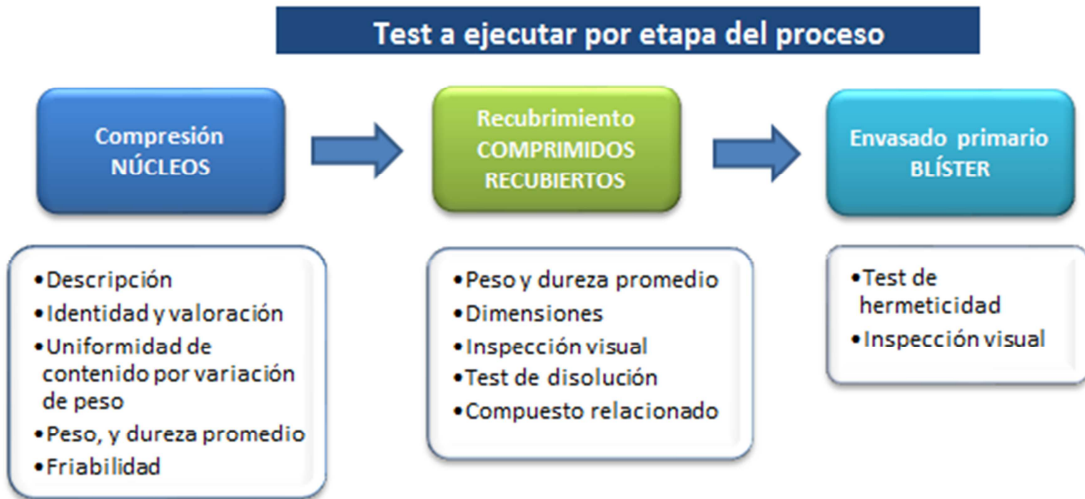 Test a ejecutar por etapa del proceso
Compresión
NÚCLEOS
Recubrimiento
COMPRIMIDOS
RECUBIERTOS
Envasado primario
BLÍSTER
•Descripción
•Identidad y valoración
•Uniformidad de
contenido por variación
de peso
•Peso, y dureza promedio
•Friabilidad
•Peso y dureza promedio
•Dimensiones
•Inspección visual
•Test de disolución
•Compuesto relacionado
•Test de
hermeticidad
•Inspección visual